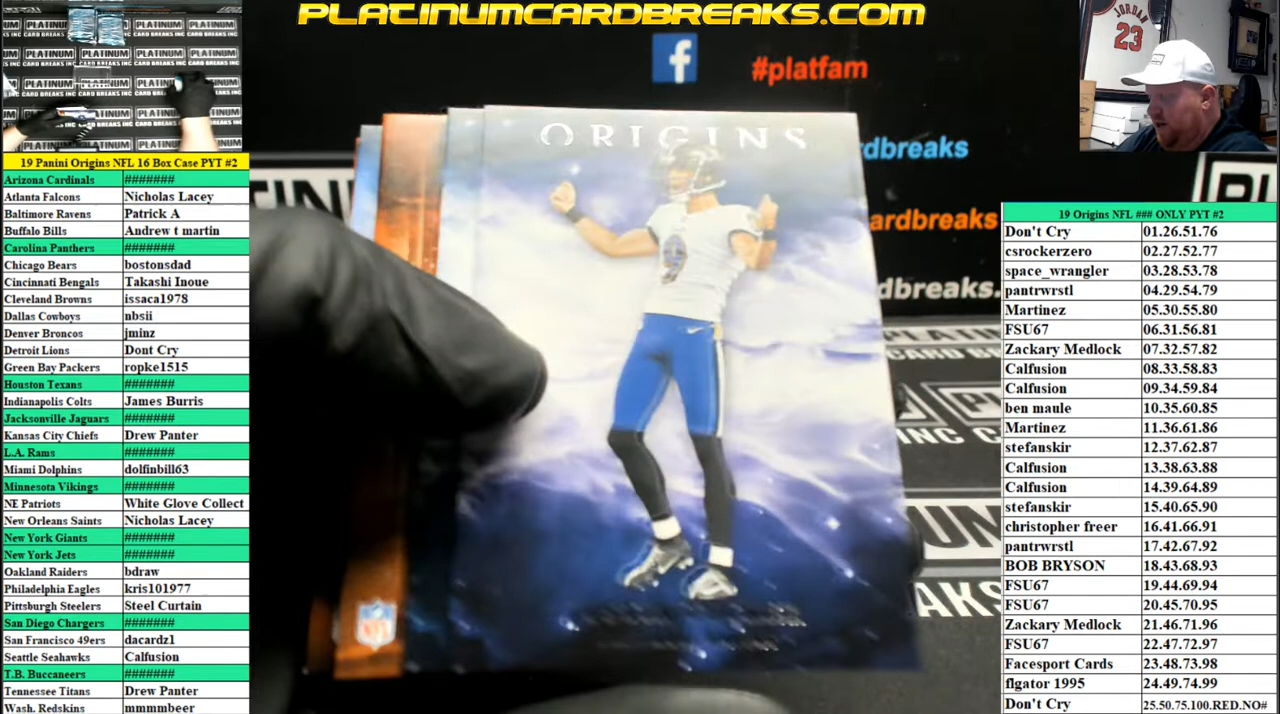 PLATINUMCARDBREAKS.COM
#platfam
JORDAN
23
ORIGINS
9
NFL
19 Panini Origins NFL 16 Box Case PYT #2
Arizona Cardinals #######
Atlanta Falcons Nicholas Lacey
Baltimore Ravens Patrick A
Buffalo Bills Andrew t martin
Carolina Panthers #######
Chicago Bears bostonsdad
Cincinnati Bengals Takashi Inoue
Cleveland Browns issaca1978
Dallas Cowboys nbsii
Denver Broncos jminz
Detroit Lions Dont Cry
Green Bay Packers ropke1515
Houston Texans #######
Indianapolis Colts James Burris
Jacksonville Jaguars #######
Kansas City Chiefs Drew Panter
L.A. Rams #######
Miami Dolphins dolfinbill63
Minnesota Vikings #######
NE Patriots White Glove Collect
New Orleans Saints Nicholas Lacey
New York Giants #######
New York Jets #######
Oakland Raiders bdraw
Philadelphia Eagles kris101977
Pittsburgh Steelers Steel Curtain
San Diego Chargers #######
San Francisco 49ers dacardz1
Seattle Seahawks Calfusion
T.B. Buccaneers #######
Tennessee Titans Drew Panter
Wash. Redskins mmmmbeer
19 Origins NFL ### ONLY PYT #2
Don't Cry 01.26.51.76
csrockerzero 02.27.52.77
space_wrangler 03.28.53.78
pantrwrstl 04.29.54.79
Martinez 05.30.55.80
FSU67 06.31.56.81
Zackary Medlock 07.32.57.82
Calfusion 08.33.58.83
Calfusion 09.34.59.84
ben maule 10.35.60.85
Martinez 11.36.61.86
stefanskir 12.37.62.87
Calfusion 13.38.63.88
Calfusion 14.39.64.89
stefanskir 15.40.65.90
christopher freer 16.41.66.91
pantrwrstl 17.42.67.92
BOB BRYSON 18.43.68.93
FSU67 19.44.69.94
FSU67 20.45.70.95
Zackary Medlock 21.46.71.96
FSU67 22.47.72.97
Facesport Cards 23.48.73.98
flgator 1995 24.49.74.99
Don't Cry 25.50.75.100.RED.NO#